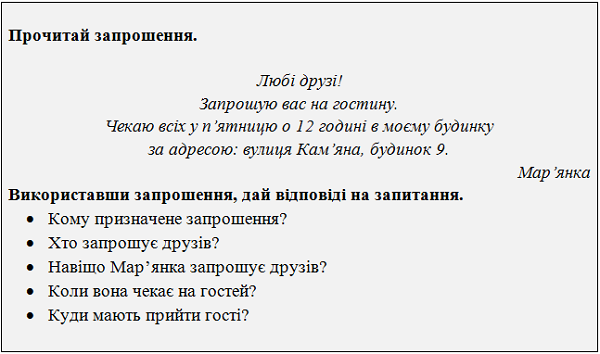 Прочитай запрошення.
Любі друзі!
Запрошую вас на гостину.
Чекаю всіх у п’ятницю о 12 годині в моєму будинку
за адресою: вулиця Кам’яна, будинок 9.
Мар’янка
Використавши запрошення, дай відповіді на запитання.
• Кому призначене запрошення?
• Хто запрошує друзів?
• Навіщо Мар’янка запрошує друзів?
• Коли вона чекає на гостей?
• Куди мають прийти гості?